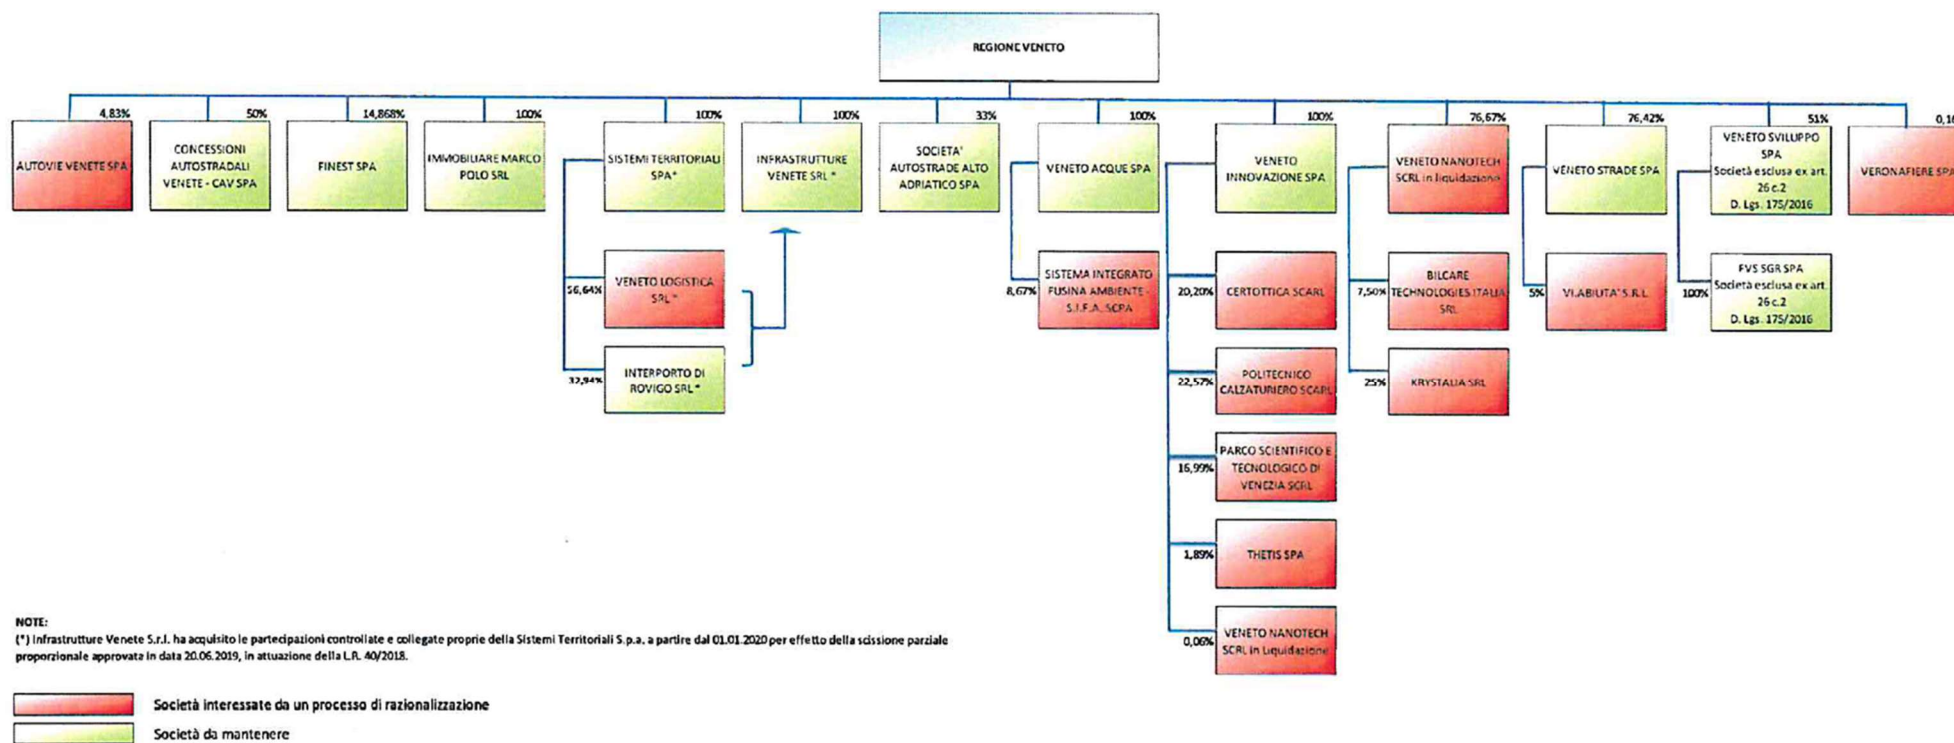 REGIONE VENETO
4,83%
AUTOVIE VENETE SPA
50%
CONCESSIONI
AUTOSTRADALI
VENETE - CAV SPA
14,868%
FINEST SPA
100%
IMMOBILIARE MARCO
POLO SRL
100%
SISTEMI TERRITORIALI
SPA*
100%
INFRASTRUTTURE
VENETE SRL *
33%
SOCIETA'
AUTOSTRADE ALTO
ADRIATICO SPA
100%
VENETO ACQUE SPA
100%
VENETO
INNOVAZIONE SPA
76,67%
VENETO NANOTECH
SCRL in liquidazione
76,42%
VENETO STRADE SPA
51%
VENETO SVILUPPO
SPA
Società esclusa ex art.
26 c.2
D. Lgs. 175/2016
0,16
VERONAFIERE SPA
56,64%
VENETO LOGISTICA
SRL *
32,94%
INTERPORTO DI
ROVIGO SRL *
8,67%
SISTEMA INTEGRATO
FUSINA AMBIENTE -
S.I.F.A. SCPA
20,20%
CERTOTTICA SCARL
22,57%
POLITECNICO
CALZATURIERO SCARL
16,99%
PARCO SCIENTIFICO E
TECNOLOGICO DI
VENEZIA SCRL
1,89%
THETIS SPA
0,06%
VENETO NANOTECH
SCRL in Liquidazione
7,50%
BILCARE
TECHNOLOGIES ITALIA
SRL
25%
KRYSTALIA SRL
5%
VI.ABILITA' S.R.L.
100%
FVS SGR SPA
Società esclusa ex art.
26 c.2
D. Lgs. 175/2016
NOTE:
(*) Infrastrutture Venete S.r.l. ha acquisito le partecipazioni controllate e collegate proprie della Sistemi Territoriali S.p.a. a partire dal 01.01.2020 per effetto della scissione parziale
proporzionale approvata in data 20.06.2019, in attuazione della L.R. 40/2018.
Società interessate da un processo di razionalizzazione
Società da mantenere